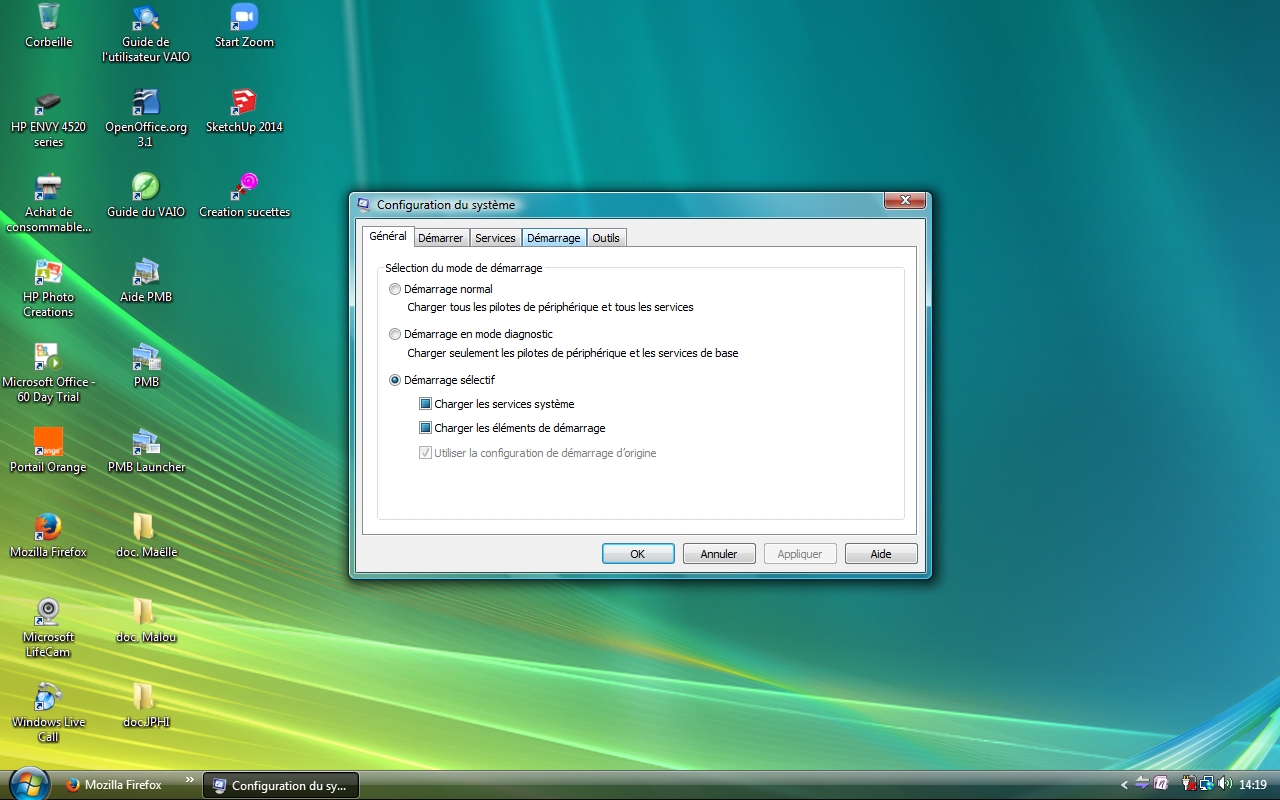 Corbeille
Guide de
l'utilisateur VAIO
Start Zoom
HP ENVY 4520
series
OpenOffice.org
3.1
SketchUp 2014
Achat de
consommable...
Guide du VAIO
Creation sucettes
HP Photo
Creations
Aide PMB
Microsoft Office -
60 Day Trial
PMB
Portail Orange
PMB Launcher
Mozilla Firefox
doc. Maëlle
Microsoft
LifeCam
doc. Malou
Windows Live
Call
doc.JPHI
Configuration du système
Général
Démarrer
Services
Démarrage
Outils
Sélection du mode de démarrage
Démarrage normal
Charger tous les pilotes de périphérique et tous les services
Démarrage en mode diagnostic
Charger seulement les pilotes de périphérique et les services de base
Démarrage sélectif
Charger les services système
Charger les éléments de démarrage
Utiliser la configuration de démarrage d'origine
OK
Annuler
Appliquer
Aide
Mozilla Firefox
»
Configuration du sy...
14:19